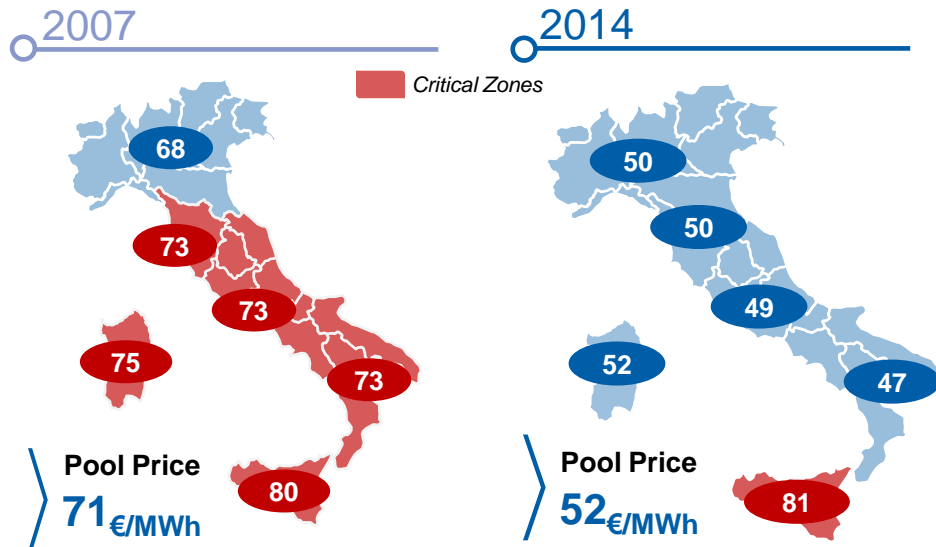 2007
2014
Critical Zones
68
73
73
75
73
80
Pool Price
71 €/MWh
50
50
49
52
47
81
Pool Price
52 €/MWh